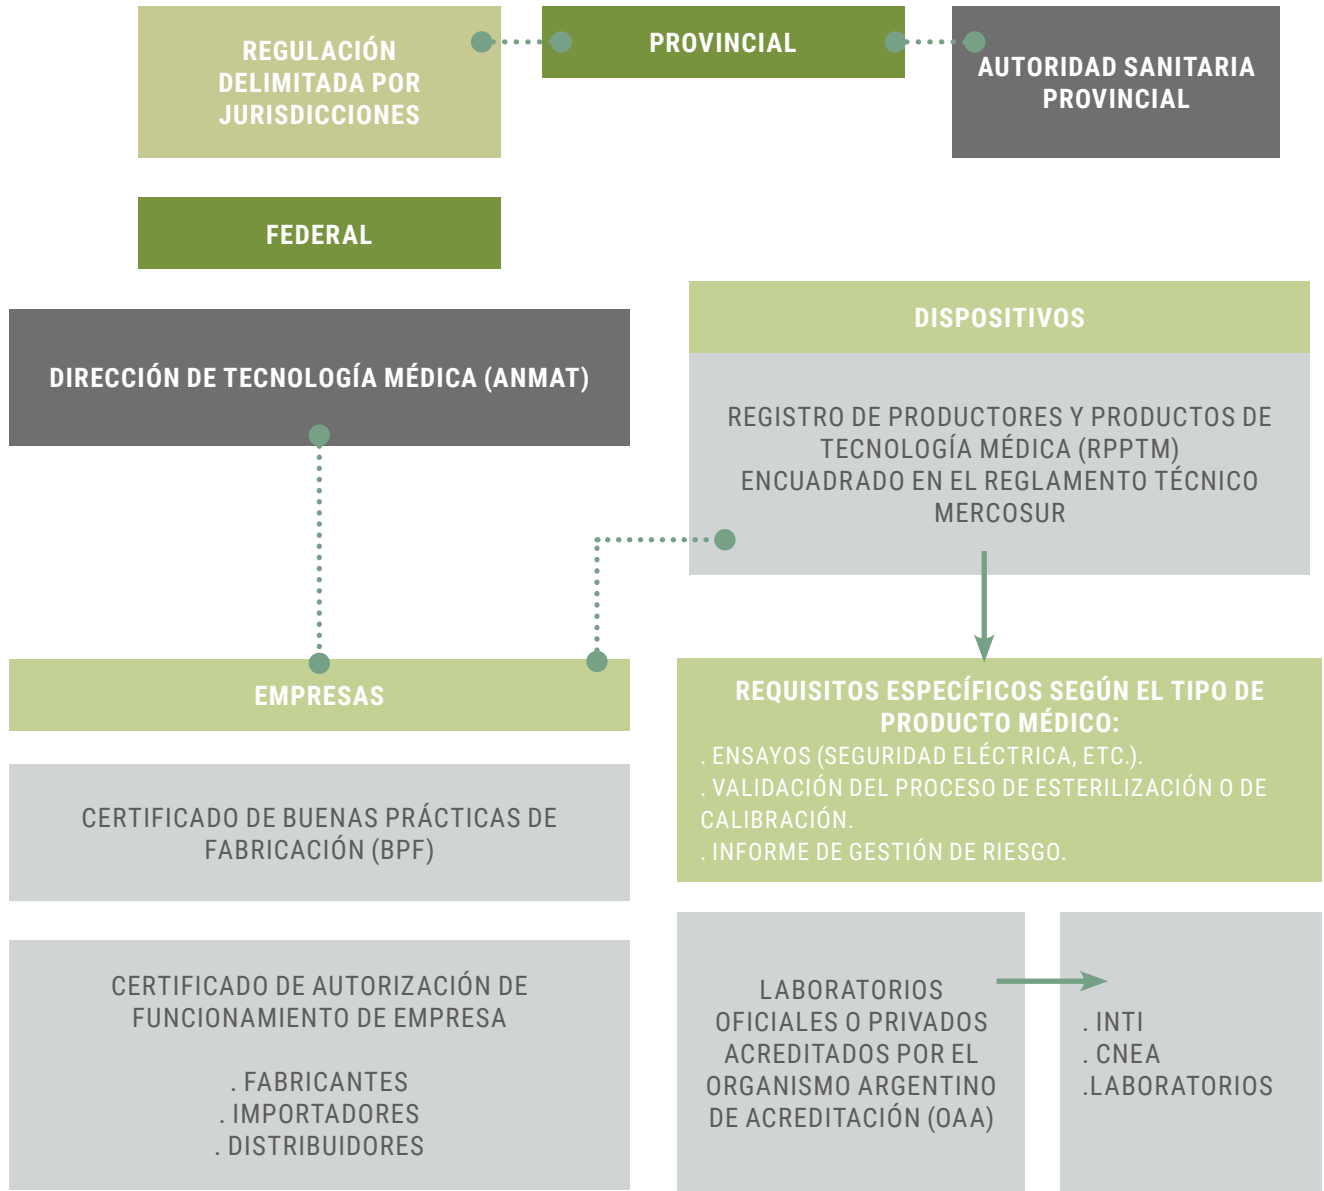 REGULACIÓN
DELIMITADA POR
JURISDICCIONES
PROVINCIAL
AUTORIDAD SANITARIA
PROVINCIAL
FEDERAL
DIRECCIÓN DE TECNOLOGÍA MÉDICA (ANMAT)
DISPOSITIVOS
REGISTRO DE PRODUCTORES Y PRODUCTOS DE
TECNOLOGÍA MÉDICA (RPPTM)
ENCUADRADO EN EL REGLAMENTO TÉCNICO
MERCOSUR
EMPRESAS
CERTIFICADO DE BUENAS PRÁCTICAS DE
FABRICACIÓN (BPF)
CERTIFICADO DE AUTORIZACIÓN DE
FUNCIONAMIENTO DE EMPRESA
. FABRICANTES
. IMPORTADORES
. DISTRIBUIDORES
REQUISITOS ESPECÍFICOS SEGÚN EL TIPO DE
PRODUCTO MÉDICO:
. ENSAYOS (SEGURIDAD ELÉCTRICA, ETC.).
. VALIDACIÓN DEL PROCESO DE ESTERILIZACIÓN O DE
CALIBRACIÓN.
. INFORME DE GESTIÓN DE RIESGO.
LABORATORIOS
OFICIALES O PRIVADOS
ACREDITADOS POR EL
ORGANISMO ARGENTINO
DE ACREDITACIÓN (OAA)
. INTI
. CNEA
.LABORATORIOS